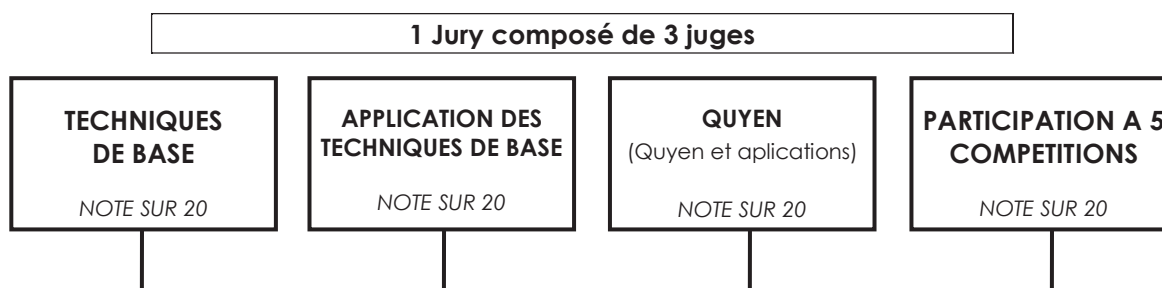 1 Jury composé de 3 juges
TECHNIQUES
DE BASE
NOTE SUR 20
APPLICATION DES
TECHNIQUES DE BASE
NOTE SUR 20
QUYEN
(Quyen et aplications)
NOTE SUR 20
PARTICIPATION A 5
COMPETITIONS
NOTE SUR 20